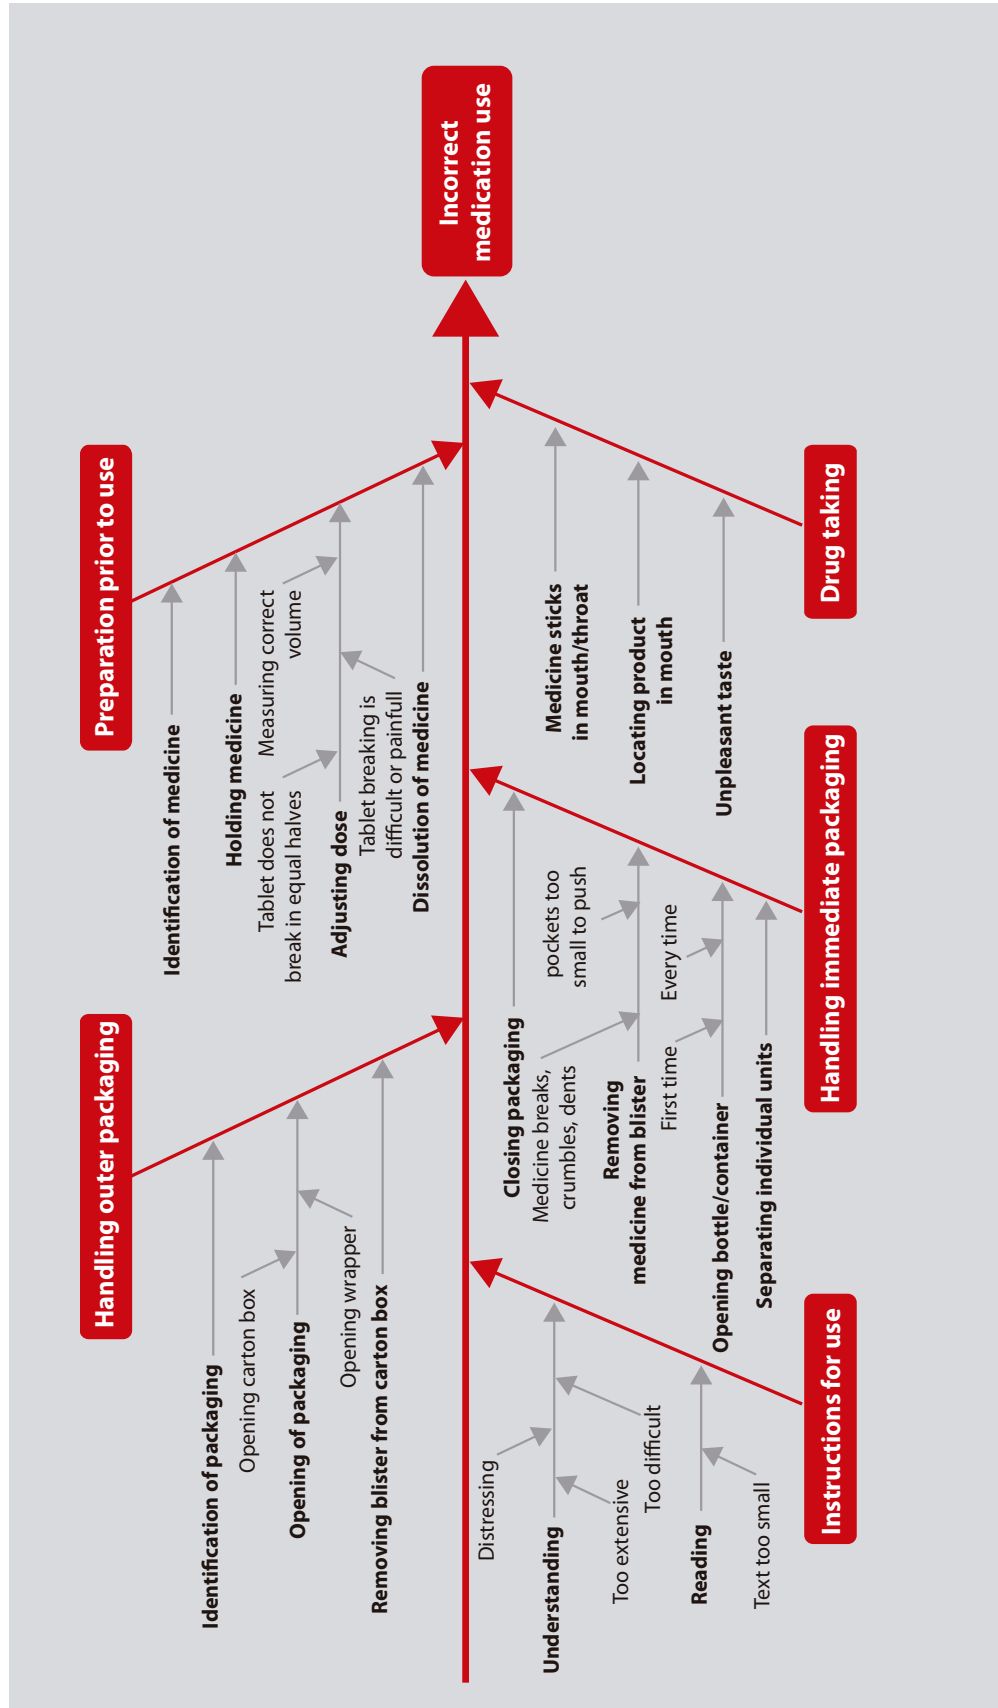 Handling outer packaging
Identification of packaging
Opening carton box
Opening of packaging
Opening wrapper
Removing blister from carton box
Preparation prior to use
Identification of medicine
Holding medicine
Tablet does not
break in equal halves
Measuring correct
volume
Adjusting dose
Tablet breaking is
difficult or painfull
Dissolution of medicine
Incorrect
medication use
Distressing
Understanding
Too extensive
Too difficult
Reading
Text too small
Instructions for use
Closing packaging
Medicine breaks,
crumbles, dents
pockets too
small to push
Removing
medicine from blister
First time
Every time
Opening bottle/container
Separating individual units
Handling immediate packaging
Medicine sticks
in mouth/throat
Locating product
in mouth
Unpleasant taste
Drug taking